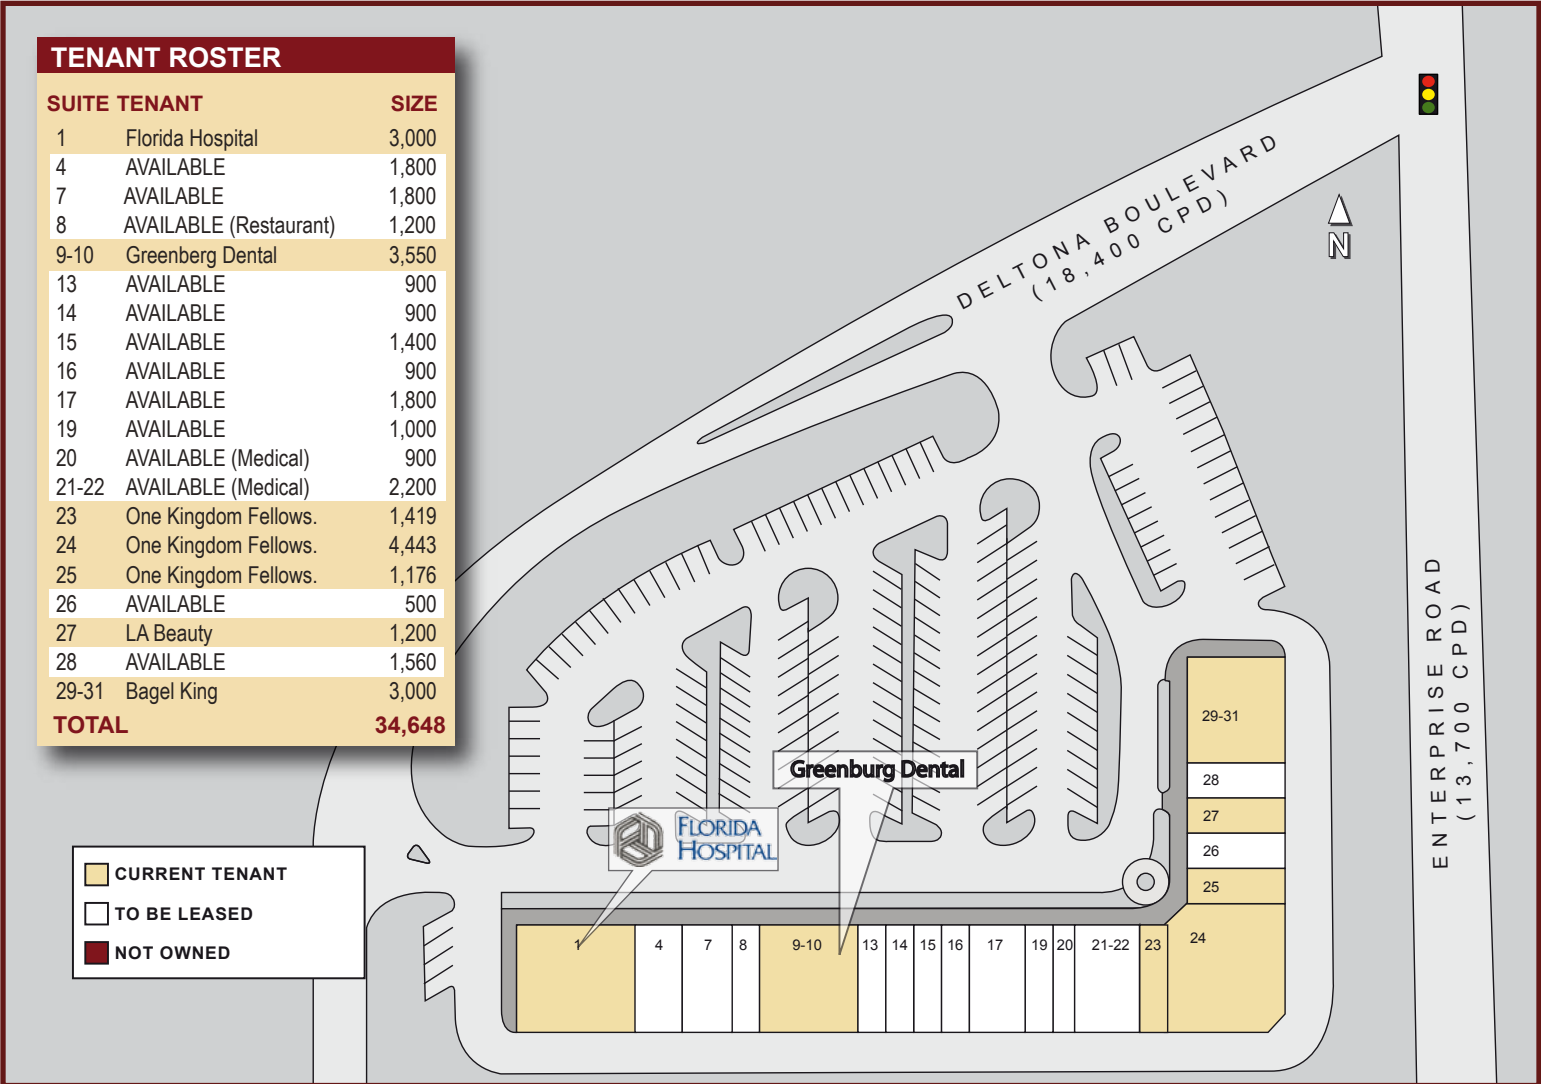 TENANT ROSTER
SUITE TENANT SIZE
1 Florida Hospital 3,000
4 AVAILABLE 1,800
7 AVAILABLE 1,800
8 AVAILABLE (Restaurant) 1,200
9-10 Greenberg Dental 3,550
13 AVAILABLE 900
14 AVAILABLE 900
15 AVAILABLE 1,400
16 AVAILABLE 900
17 AVAILABLE 1,800
19 AVAILABLE 1,000
20 AVAILABLE (Medical) 900
21-22 AVAILABLE (Medical) 2,200
23 One Kingdom Fellows. 1,419
24 One Kingdom Fellows. 4,443
25 One Kingdom Fellows. 1,176
26 AVAILABLE 500
27 LA Beauty 1,200
28 AVAILABLE 1,560
29-31 Bagel King 3,000
TOTAL 34,648
DELTONA BOULEVARD
(18,400 CPD)
N
ENTERPRISE ROAD
(13,700 CPD)
29-31
28
27
26
25
24
Greenburg Dental
FLORIDA
HOSPITAL
1 4 7 8 9-10 13 14 15 16 17 19 20 21-22 23
CURRENT TENANT
TO BE LEASED
NOT OWNED